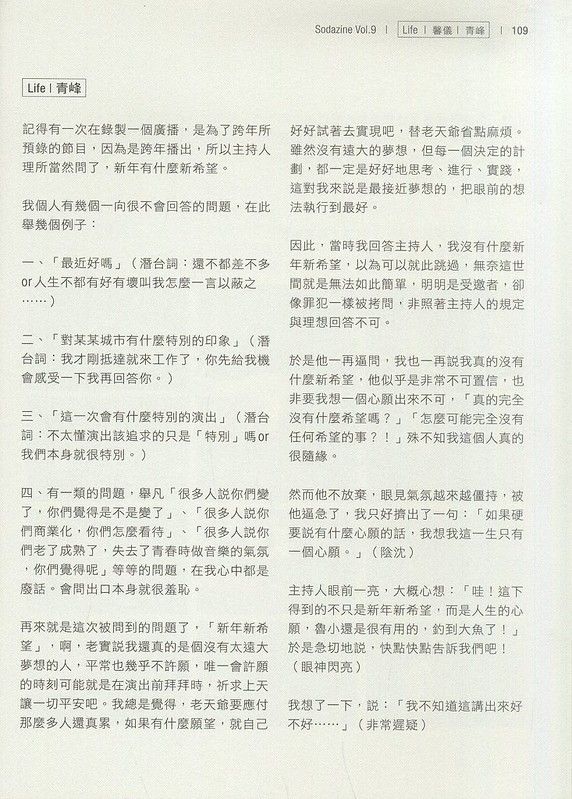 Sodazine Vol.9 | Life | 馨儀 | 青峰 | 109
Life | 青峰
記得有一次在錄製一個廣播，是為了跨年所
預錄的節目，因為是跨年播出，所以主持人
理所當然問了，新年有什麼新希望。
我個人有幾個一向很不會回答的問題，在此
舉幾個例子：
一、「最近好嗎」（潛台詞：還不都差不多
or人生不都有好有壞叫我怎麼一言以蔽之
……）
二、「對某某城市有什麼特別的印象」（潛
台詞：我才剛抵達就來工作了，你先給我機
會感受一下我再回答你。）
三、「這一次會有什麼特別的演出」（潛台
詞：不太懂演出該追求的只是「特別」嗎or
我們本身就很特別。）
四、有一類的問題，舉凡「很多人說你們變
了，你們覺得是不是變了」、「很多人說你
們商業化，你們怎麼看待」、「很多人說你
們老了成熟了，失去了青春時做音樂的氣氛
，你們覺得呢」等等的問題，在我心中都是
廢話。會問出口本身就很羞恥。
再來就是這次被問到的問題了，「新年新希
望」，啊，老實說我還真的是個沒有太遠大
夢想的人，平常也幾乎不許願，唯一會許願
的時刻可能就是在演出前拜拜時，祈求上天
讓一切平安吧。我總是覺得，老天爺要應付
那麼多人還真累，如果有什麼願望，就自己
好好試著去實現吧，替老天爺省點麻煩。
雖然沒有遠大的夢想，但每一個決定的計
劃，都一定是好好地思考、進行、實踐，
這對我來說是最接近夢想的，把眼前的想
法執行到最好。
因此，當時我回答主持人，我沒有什麼新
年新希望，以為可以就此跳過，無奈這世
間就是無法如此簡單，明明是受邀者，卻
像罪犯一樣被拷問，非照著主持人的規定
與理想回答不可。
於是他一再逼問，我也一再說我真的沒有
什麼新希望，他似乎是非常不可置信，也
非要我想一個心願出來不可，「真的完全
沒有什麼希望嗎？」「怎麼可能完全沒有
任何希望的事？！」殊不知我這個人真的
很隨緣。
然而他不放棄，眼見氣氛越來越僵持，被
他逼急了，我只好擠出了一句：「如果硬
要說有什麼心願的話，我想我這一生只有
一個心願。」（陰沈）
主持人眼前一亮，大概心想：「哇！這下
得到的不只是新年新希望，而是人生的心
願，魯小還是很有用的，釣到大魚了！」
於是急切地說，快點快點告訴我們吧！
（眼神閃亮）
我想了一下，說：「我不知道這講出來好
不好……」（非常遲疑）